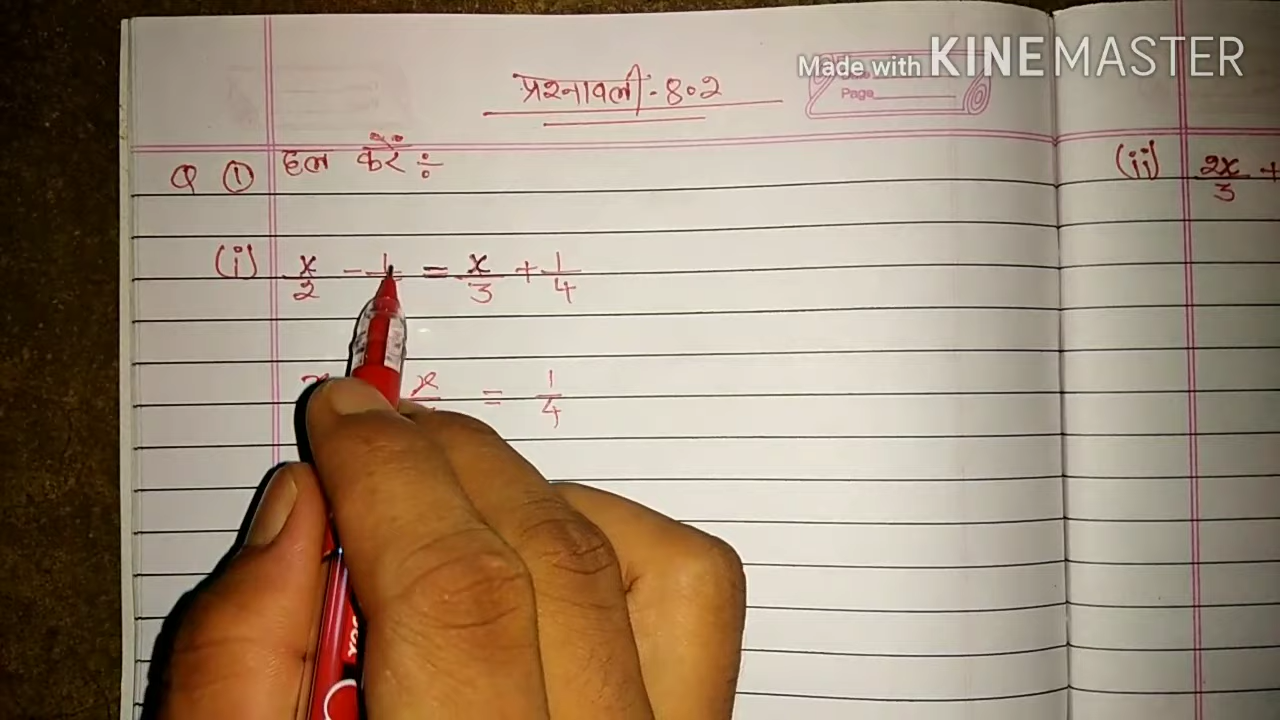 Made with KINEMASTER
Page
प्रश्नावली:- 8.2
Q ① हल करें ÷
(i) x/2 - 1 = x/3 + 1/4
(ii) 2x/3 +
x = 1/4